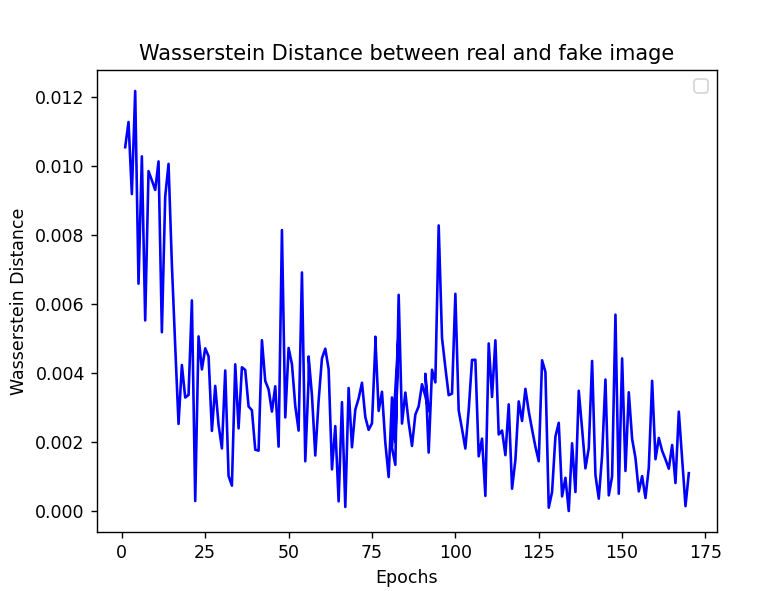 Wasserstein Distance between real and fake image
0.012
0.010
0.008
0.006
0.004
0.002
0.000
Wasserstein Distance
0 25 50 75 100 125 150 175
Epochs